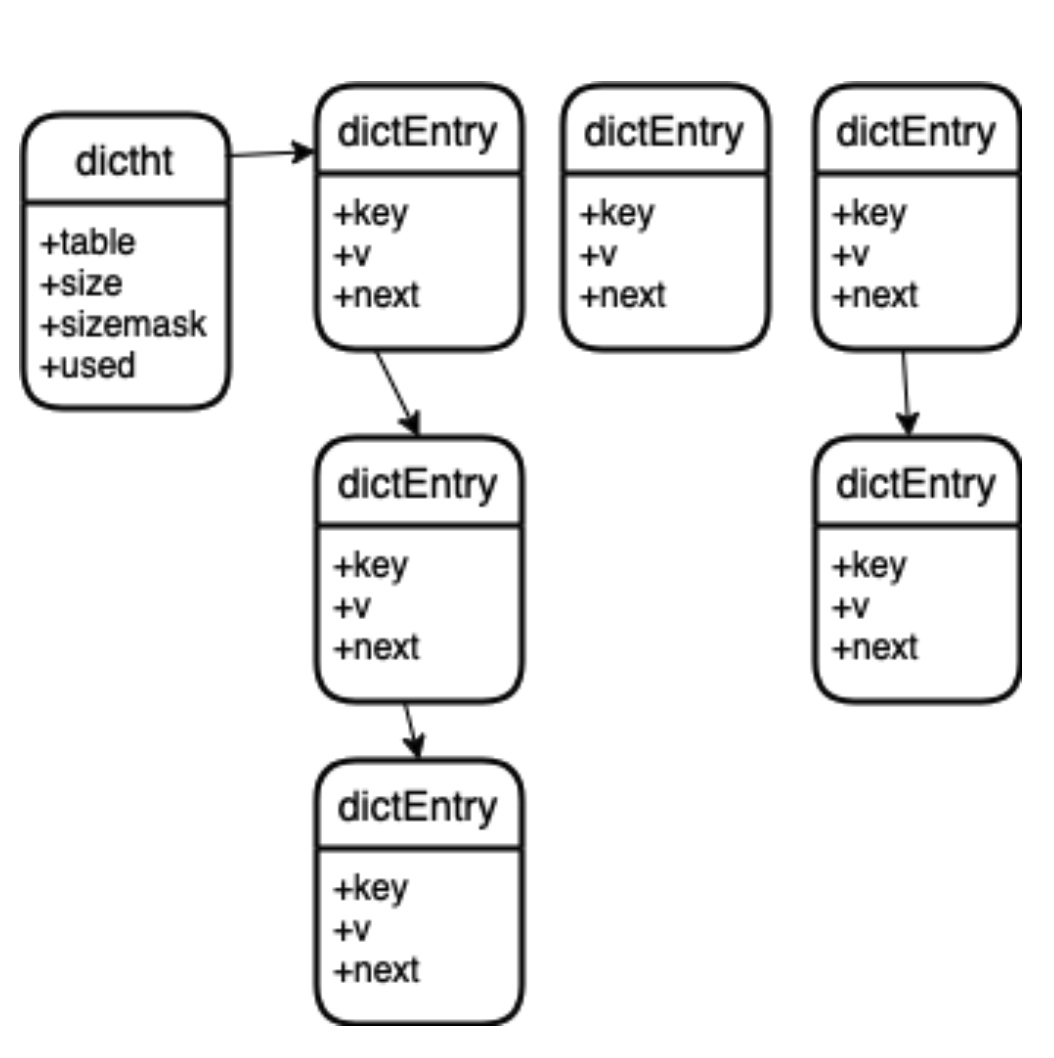 dictht
+table
+size
+sizemask
+used
dictEntry
+key
+v
+next
dictEntry
+key
+v
+next
dictEntry
+key
+v
+next
dictEntry
+key
+v
+next
dictEntry
+key
+v
+next
dictEntry
+key
+v
+next